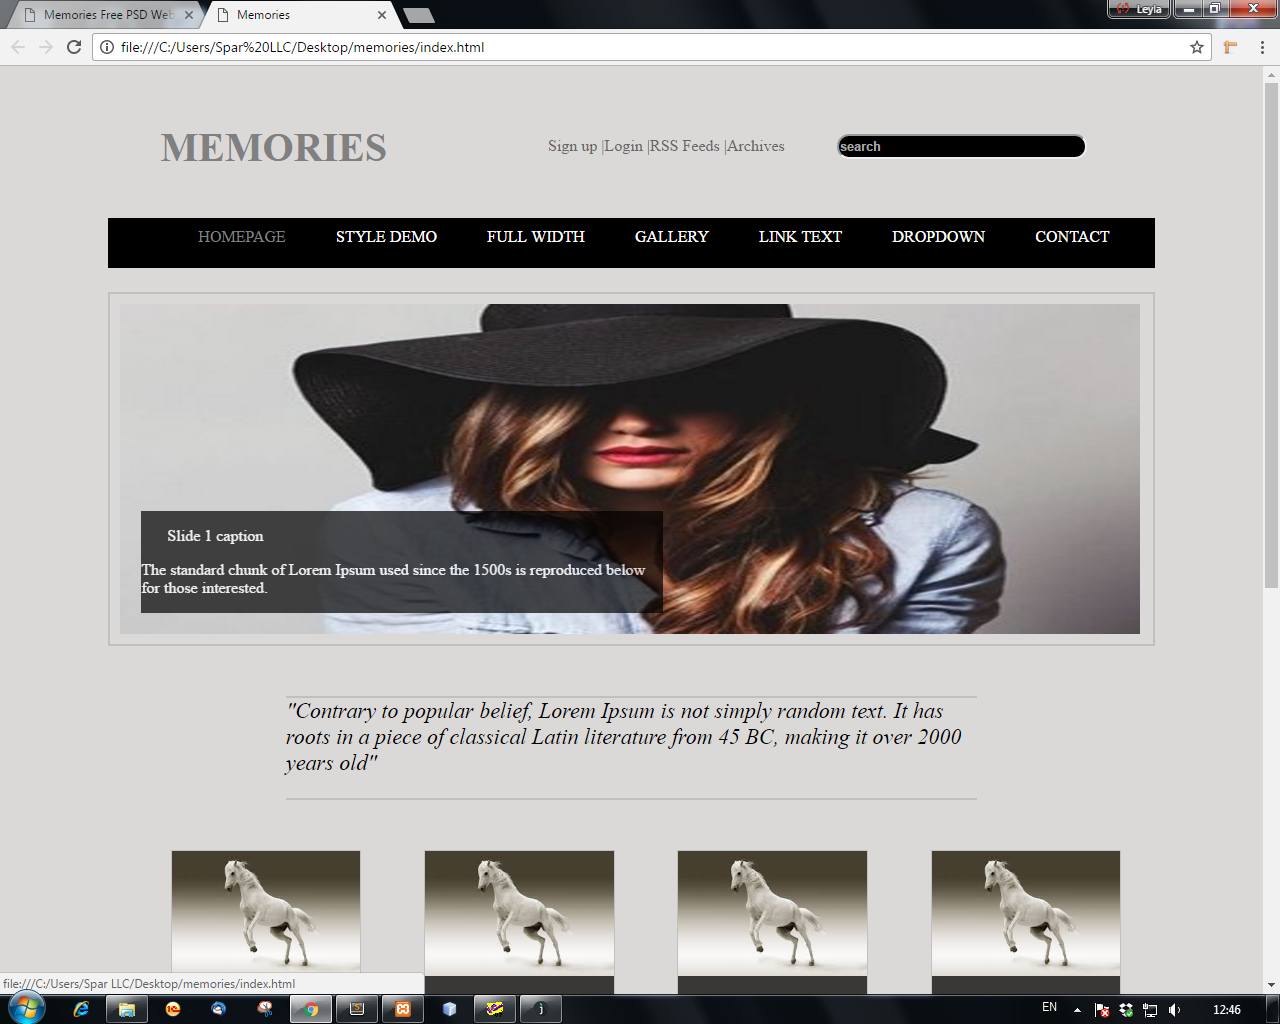 Memories Free PSD Web
Memories
Leyla
file:///C:/Users/Spar%20LLC/Desktop/memories/index.html
MEMORIES
Sign up |Login |RSS Feeds |Archives
search
HOMEPAGE STYLE DEMO FULL WIDTH GALLERY LINK TEXT DROPDOWN CONTACT
Slide 1 caption
The standard chunk of Lorem Ipsum used since the 1500s is reproduced below
for those interested.
"Contrary to popular belief, Lorem Ipsum is not simply random text. It has
roots in a piece of classical Latin literature from 45 BC, making it over 2000
years old"
file:///C:/Users/Spar LLC/Desktop/memories/index.html
EN
12:46